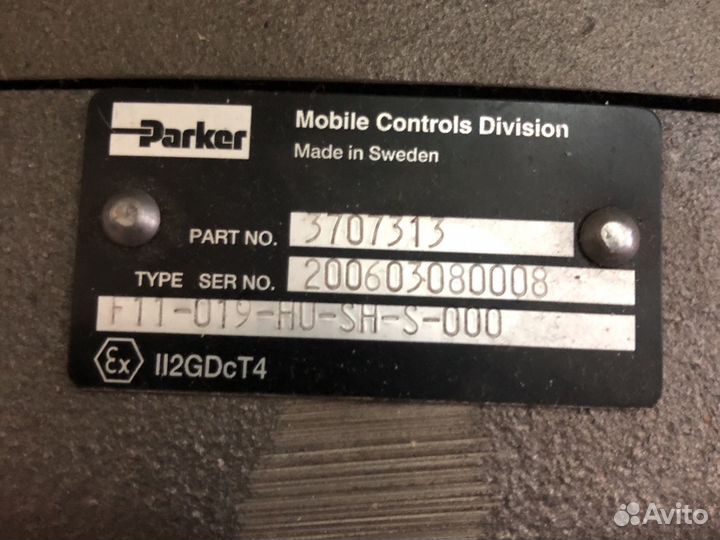 Parker
Mobile Controls Division
Made in Sweden
PART NO. 3707313
TYPE SER NO. 200603080008
F11-019-HU-SH-S-000
Ex II2GDcT4
Avito